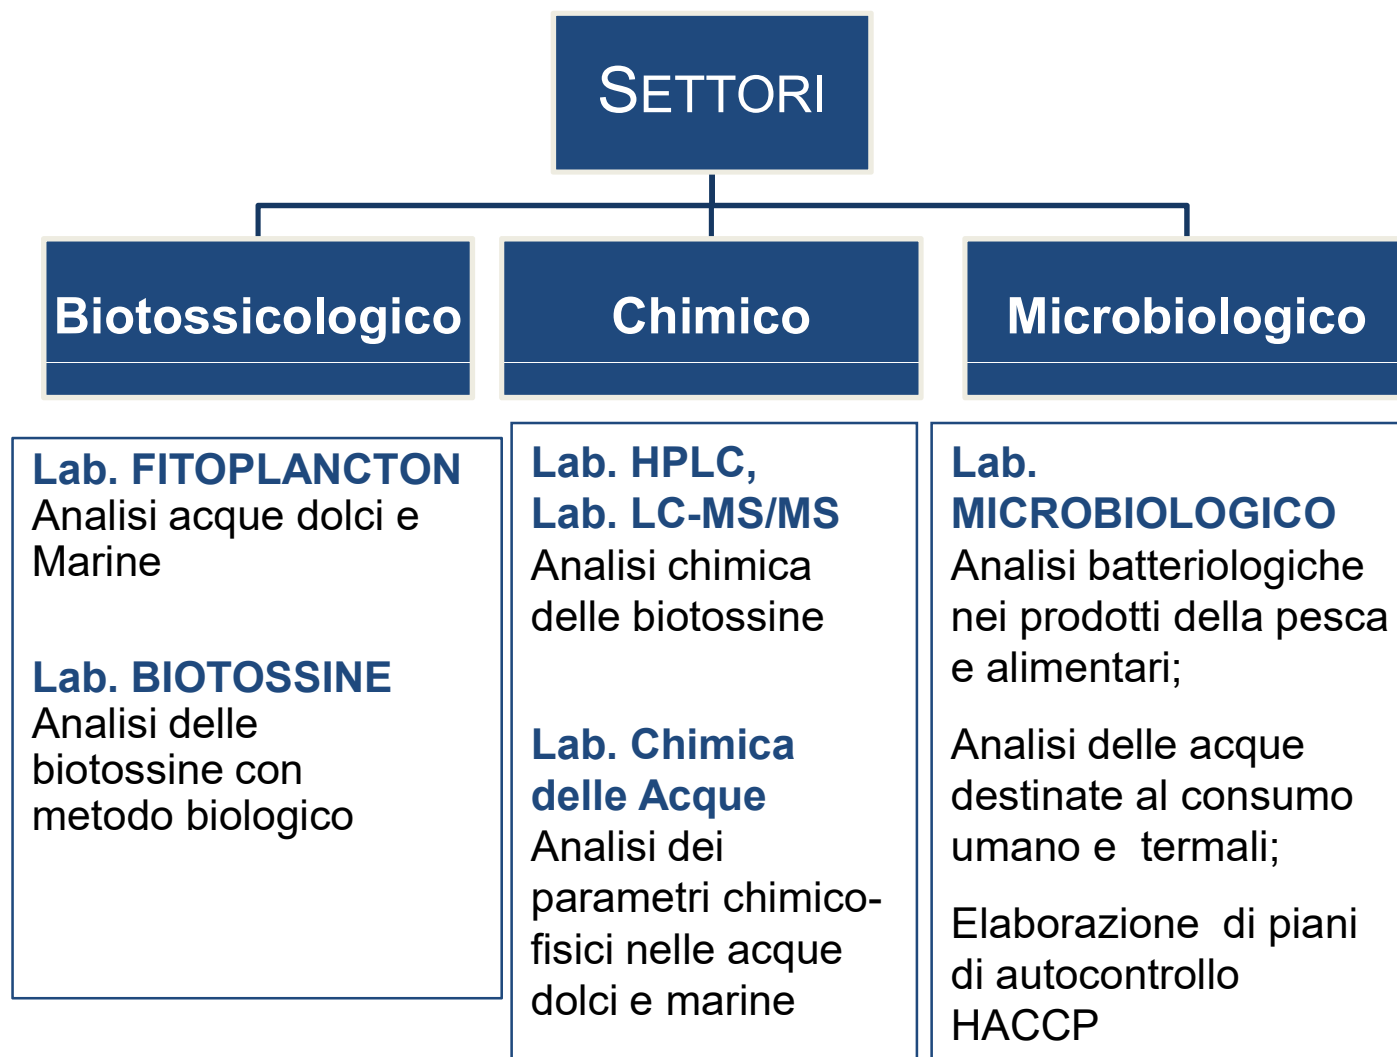 SETTORI
Biotossicologico
Chimico
Microbiologico
Lab. FITOPLANCTON
Analisi acque dolci e
Marine
Lab. BIOTOSSINE
Analisi delle
biotossine con
metodo biologico
Lab. HPLC,
Lab. LC-MS/MS
Analisi chimica
delle biotossine
Lab. Chimica
delle Acque
Analisi dei
parametri chimico-
fisici nelle acque
dolci e marine
Lab.
MICROBIOLOGICO
Analisi batteriologiche
nei prodotti della pesca
e alimentari;
Analisi delle acque
destinate al consumo
umano e  termali;
Elaborazione  di piani
di autocontrollo
HACCP